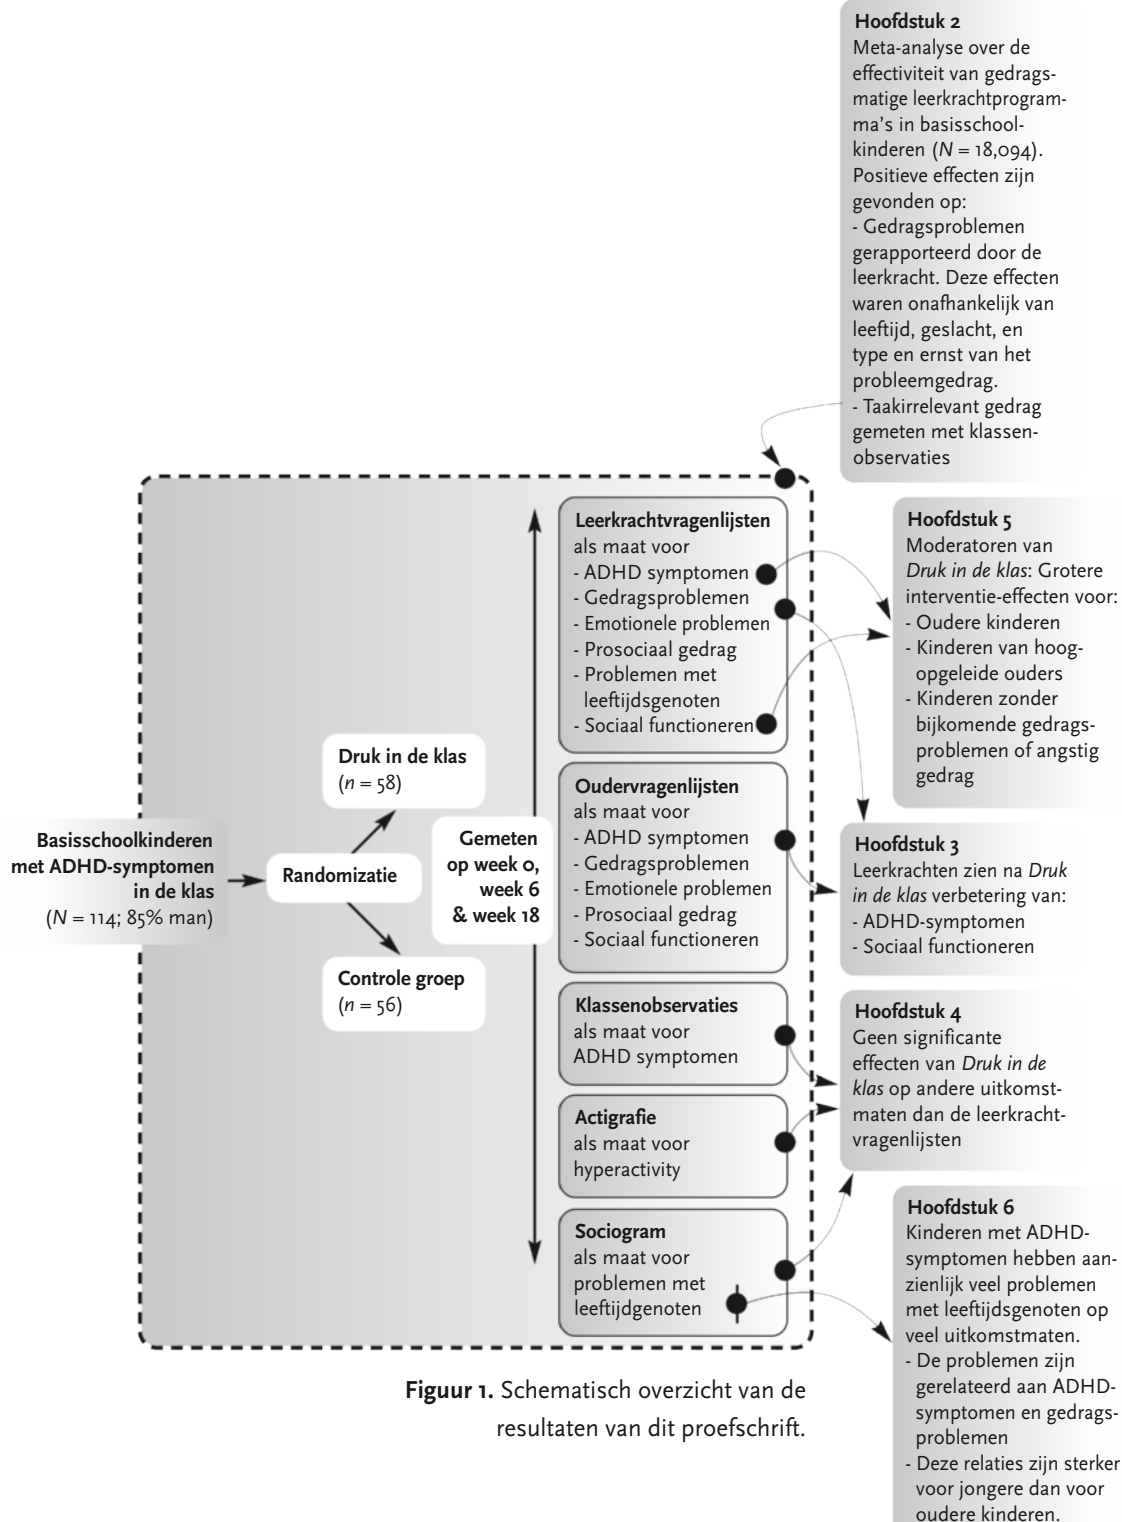 Hoofdstuk 2
Meta-analyse over de
effectiviteit van gedrags-
matige leerkrachtprogram-
ma's in basisschool-
kinderen (N = 18,094).
Positieve effecten zijn
gevonden op:
- Gedragsproblemen
gerapporteerd door de
leerkracht. Deze effecten
waren onafhankelijk van
leeftijd, geslacht, en
type en ernst van het
probleemgedrag.
- Taakirrelevant gedrag
gemeten met klassen-
observaties
Basisschoolkinderen
met ADHD-symptomen
in de klas
(N = 114; 85% man)
Randomizatie
Druk in de klas
(n = 58)
Controle groep
(n = 56)
Gemeten
op week 0,
week 6
& week 18
Leerkrachtvragenlijsten
als maat voor
- ADHD symptomen
- Gedragsproblemen
- Emotionele problemen
- Prosociaal gedrag
- Problemen met
leeftijdsgenoten
- Sociaal functioneren
Oudervragenlijsten
als maat voor
- ADHD symptomen
- Gedragsproblemen
- Emotionele problemen
- Prosociaal gedrag
- Sociaal functioneren
Klassenobservaties
als maat voor
ADHD symptomen
Actigrafie
als maat voor
hyperactivity
Sociogram
als maat voor
problemen met
leeftijdgenoten
Hoofdstuk 5
Moderatoren van
Druk in de klas: Grotere
interventie-effecten voor:
- Oudere kinderen
- Kinderen van hoog-
opgeleide ouders
- Kinderen zonder
bijkomende gedrags-
problemen of angstig
gedrag
Hoofdstuk 3
Leerkrachten zien na Druk
in de klas verbetering van:
- ADHD-symptomen
- Sociaal functioneren
Hoofdstuk 4
Geen significante
effecten van Druk in de
klas op andere uitkomst-
maten dan de leerkracht-
vragenlijsten
Hoofdstuk 6
Kinderen met ADHD-
symptomen hebben aan-
zienlijk veel problemen
met leeftijdsgenoten op
veel uitkomstmaten.
- De problemen zijn
gerelateerd aan ADHD-
symptomen en gedrags-
problemen
- Deze relaties zijn sterker
voor jongere dan voor
oudere kinderen.
Figuur 1. Schematisch overzicht van de
resultaten van dit proefschrift.